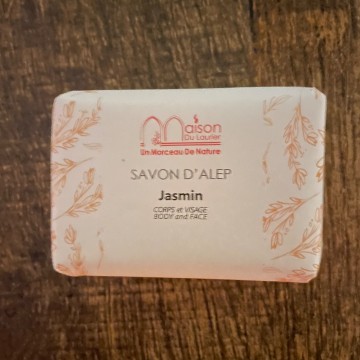 Maison
Du Laurier
Un Morceau De Nature
SAVON D'ALEP
Jasmin
CORPS et VISAGE
BODY and FACE